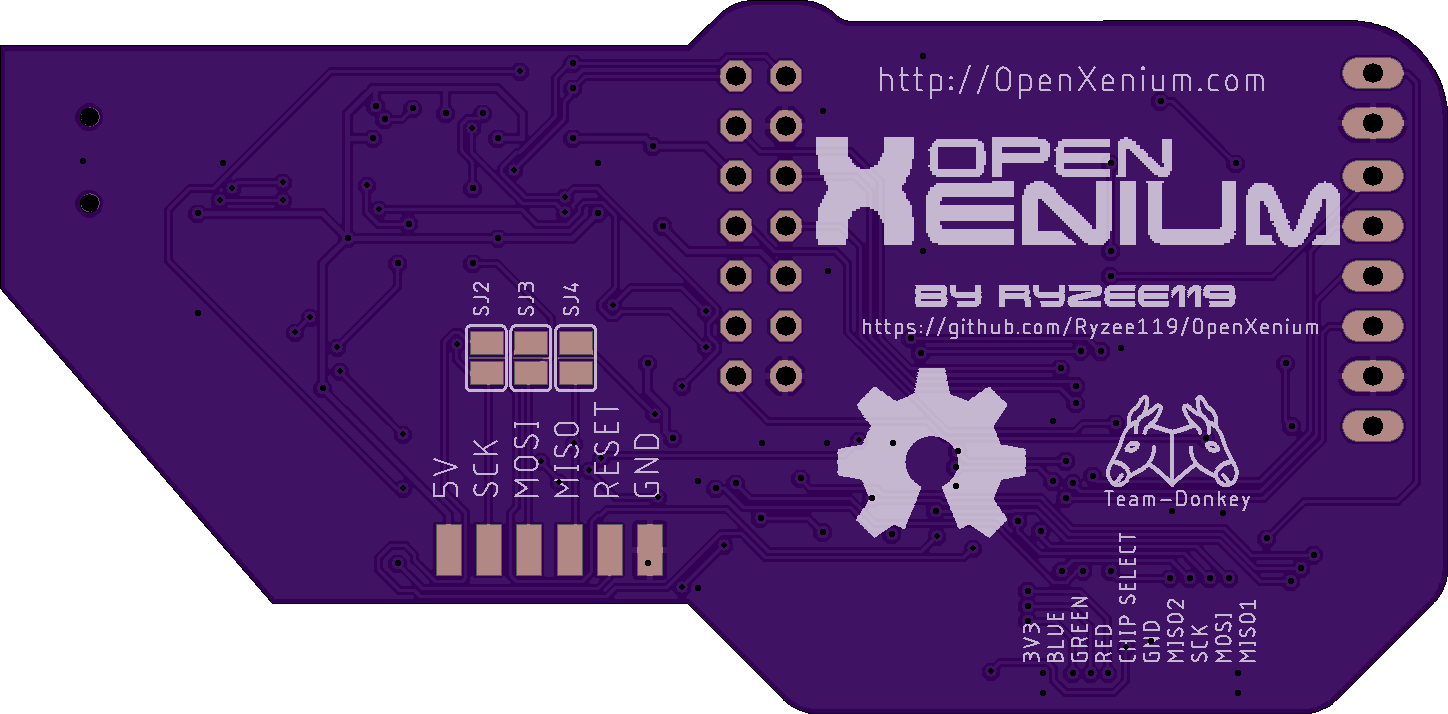 http://OpenXenium.com
OPEN
XENIUM
BY RYZEE119
https://github.com/Ryzee119/OpenXenium
SJ2
SJ3
SJ4
5V
SCK
MOSI
MISO
RESET
GND
Team-Donkey
3V3
BLUE
GREEN
RED
CHIP SELECT
GND
MISO2
SCK
MOSI
MISO1